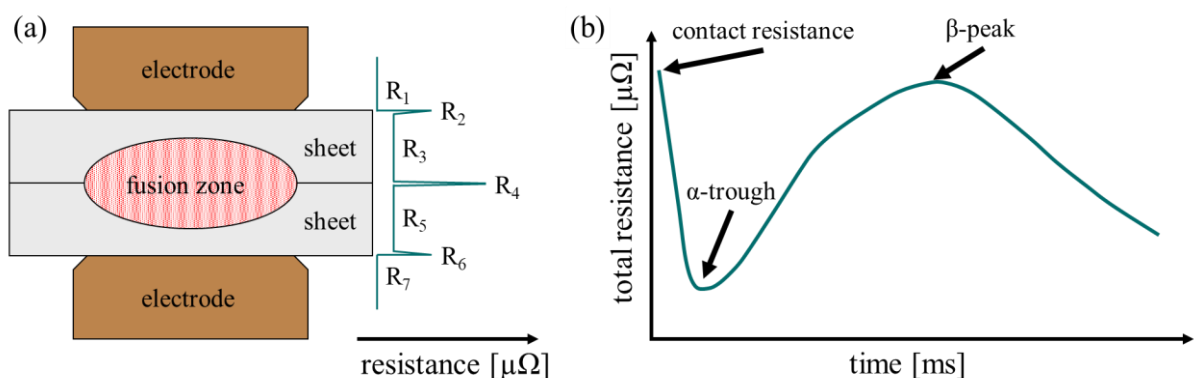 (a)
electrode
sheet
fusion zone
sheet
electrode
R1
R2
R3
R4
R5
R6
R7
resistance [μΩ]
(b)
contact resistance
β-peak
α-trough
total resistance [μΩ]
time [ms]